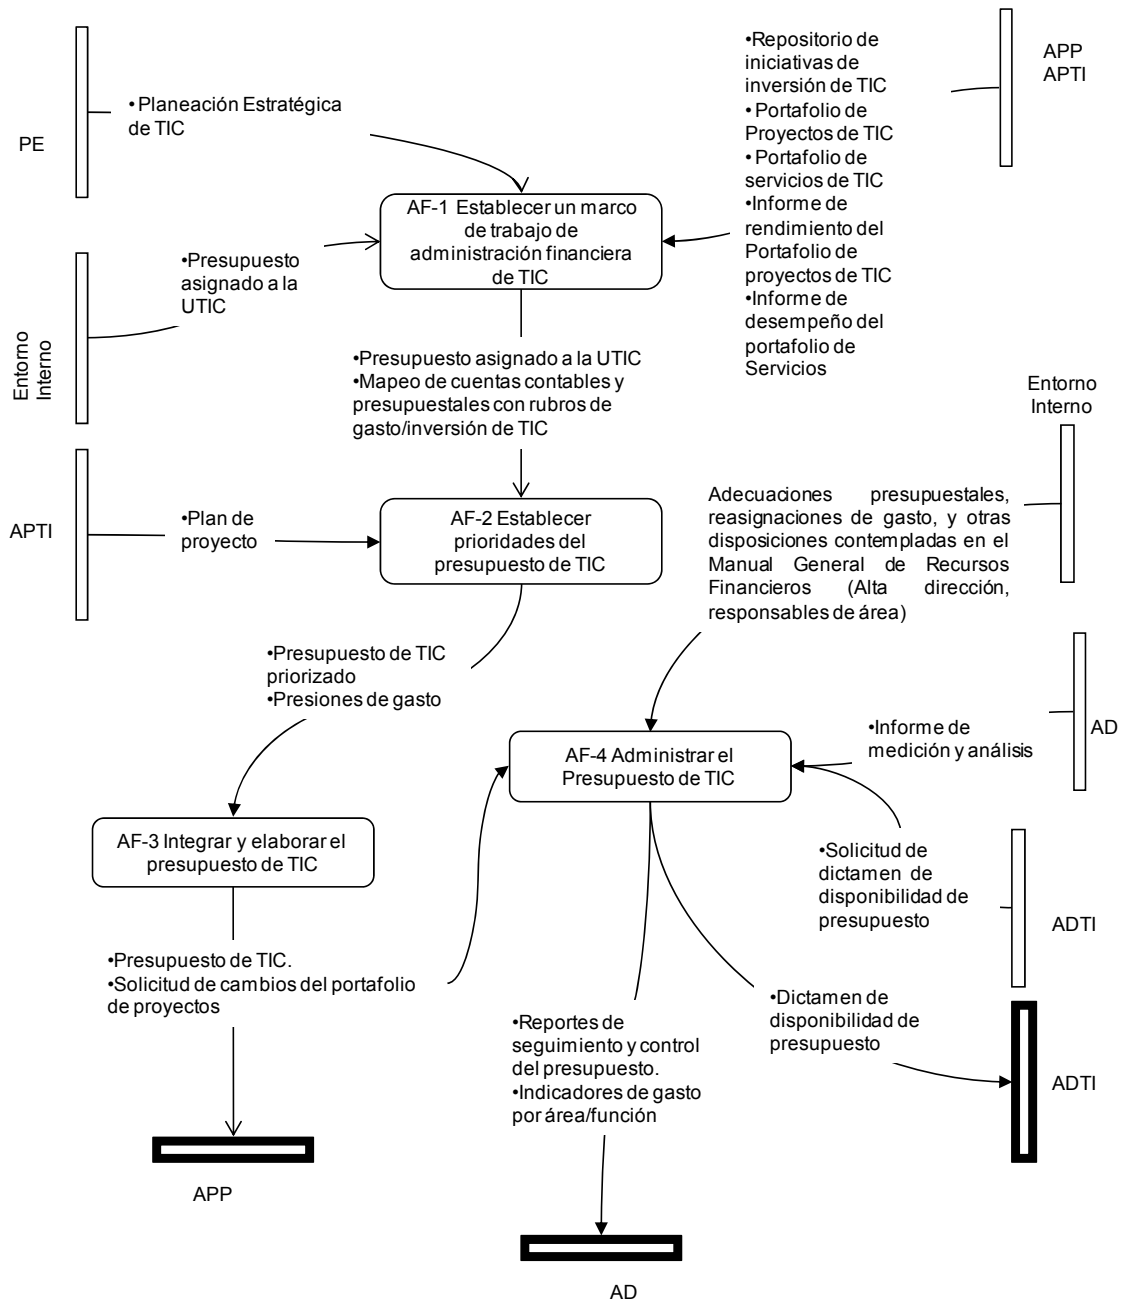 PE
• Planeación Estratégica
de TIC
•Repositorio de
iniciativas de
inversión de TIC
• Portafolio de
Proyectos de TIC
• Portafolio de
servicios de TIC
•Informe de
rendimiento del
Portafolio de
proyectos de TIC
•Informe de
desempeño del
portafolio de
Servicios
APP
APTI
AF-1 Establecer un marco
de trabajo de
administración financiera
de TIC
Entorno
Interno
•Presupuesto
asignado a la
UTIC
•Presupuesto asignado a la UTIC
•Mapeo de cuentas contables y
presupuestales con rubros de
gasto/inversión de TIC
Entorno
Interno
APTI
•Plan de
proyecto
AF-2 Establecer
prioridades del
presupuesto de TIC
Adecuaciones presupuestales,
reasignaciones de gasto, y otras
disposiciones contempladas en el
Manual General de Recursos
Financieros (Alta dirección,
responsables de área)
•Presupuesto de TIC
priorizado
•Presiones de gasto
AF-4 Administrar el
Presupuesto de TIC
•Informe de
medición y análisis
AD
AF-3 Integrar y elaborar el
presupuesto de TIC
•Solicitud de
dictamen de
disponibilidad de
presupuesto
ADTI
•Presupuesto de TIC.
•Solicitud de cambios del portafolio
de proyectos
•Reportes de
seguimiento y control
del presupuesto.
•Indicadores de gasto
por área/función
•Dictamen de
disponibilidad de
presupuesto
ADTI
APP
AD